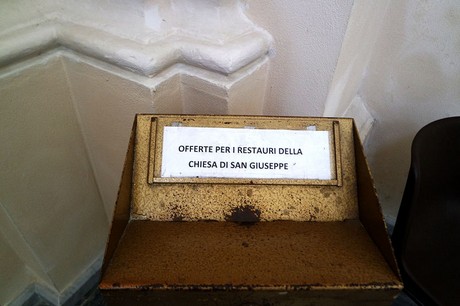 OFFERTE PER I RESTAURI DELLA
CHIESA DI SAN GIUSEPPE